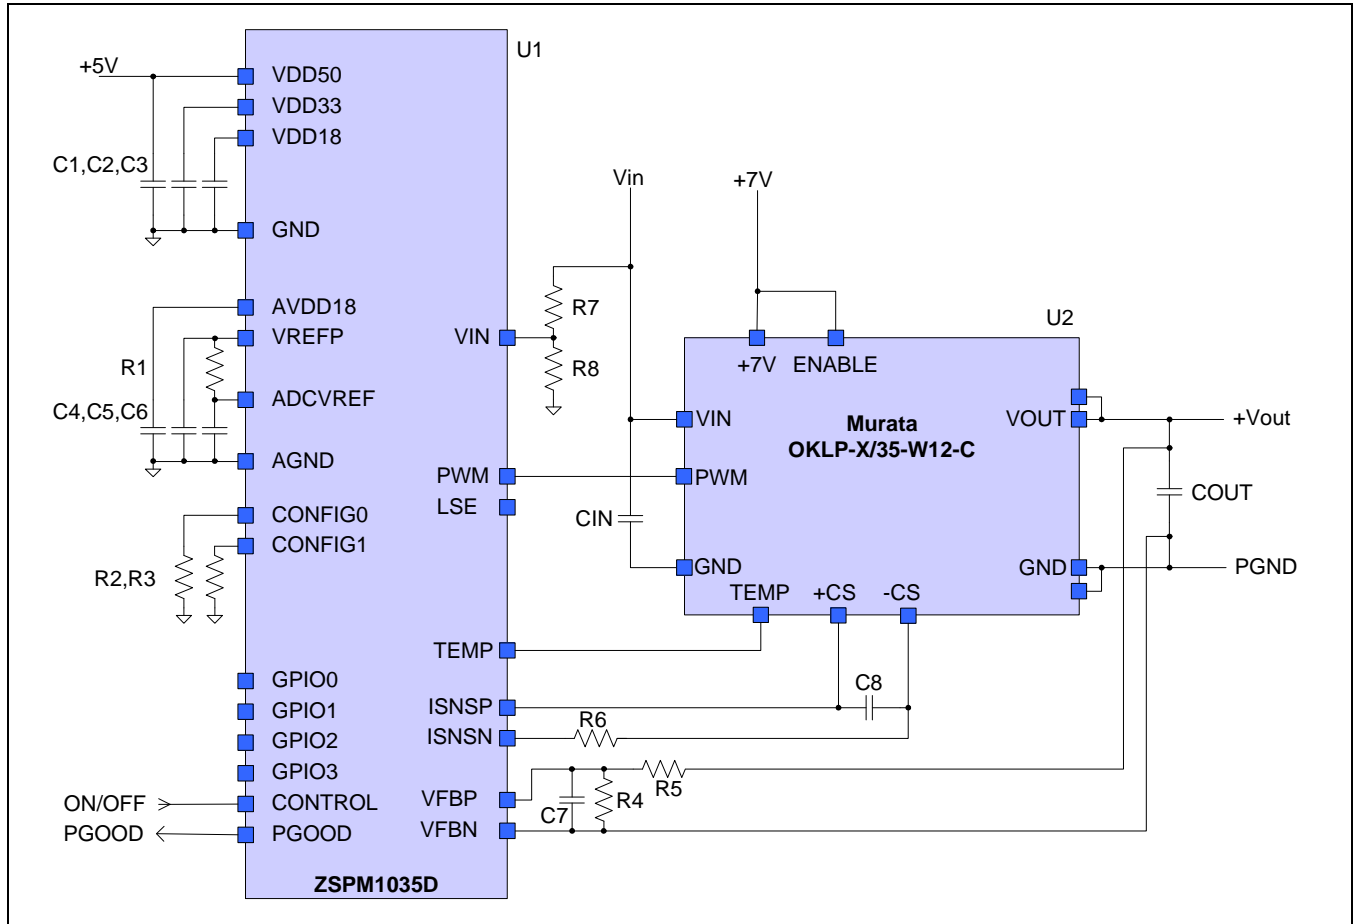 U1
+5V
VDD50
VDD33
VDD18
C1,C2,C3
GND
AVDD18
VREFP
R1
ADCVREF
C4,C5,C6
AGND
CONFIG0
CONFIG1
R2,R3
GPIO0
GPIO1
GPIO2
GPIO3
ON/OFF
CONTROL
PGOOD
PGOOD
VIN
PWM
LSE
TEMP
ISNSP
ISNSN
VFBP
VFBN
ZSPM1035D
Vin
+7V
R7
R8
CIN
U2
+7V
ENABLE
VIN
Murata
OKLP-X/35-W12-C
VOUT
+Vout
PWM
COUT
GND
GND
PGND
TEMP
+CS
-CS
C8
R6
R5
C7
R4